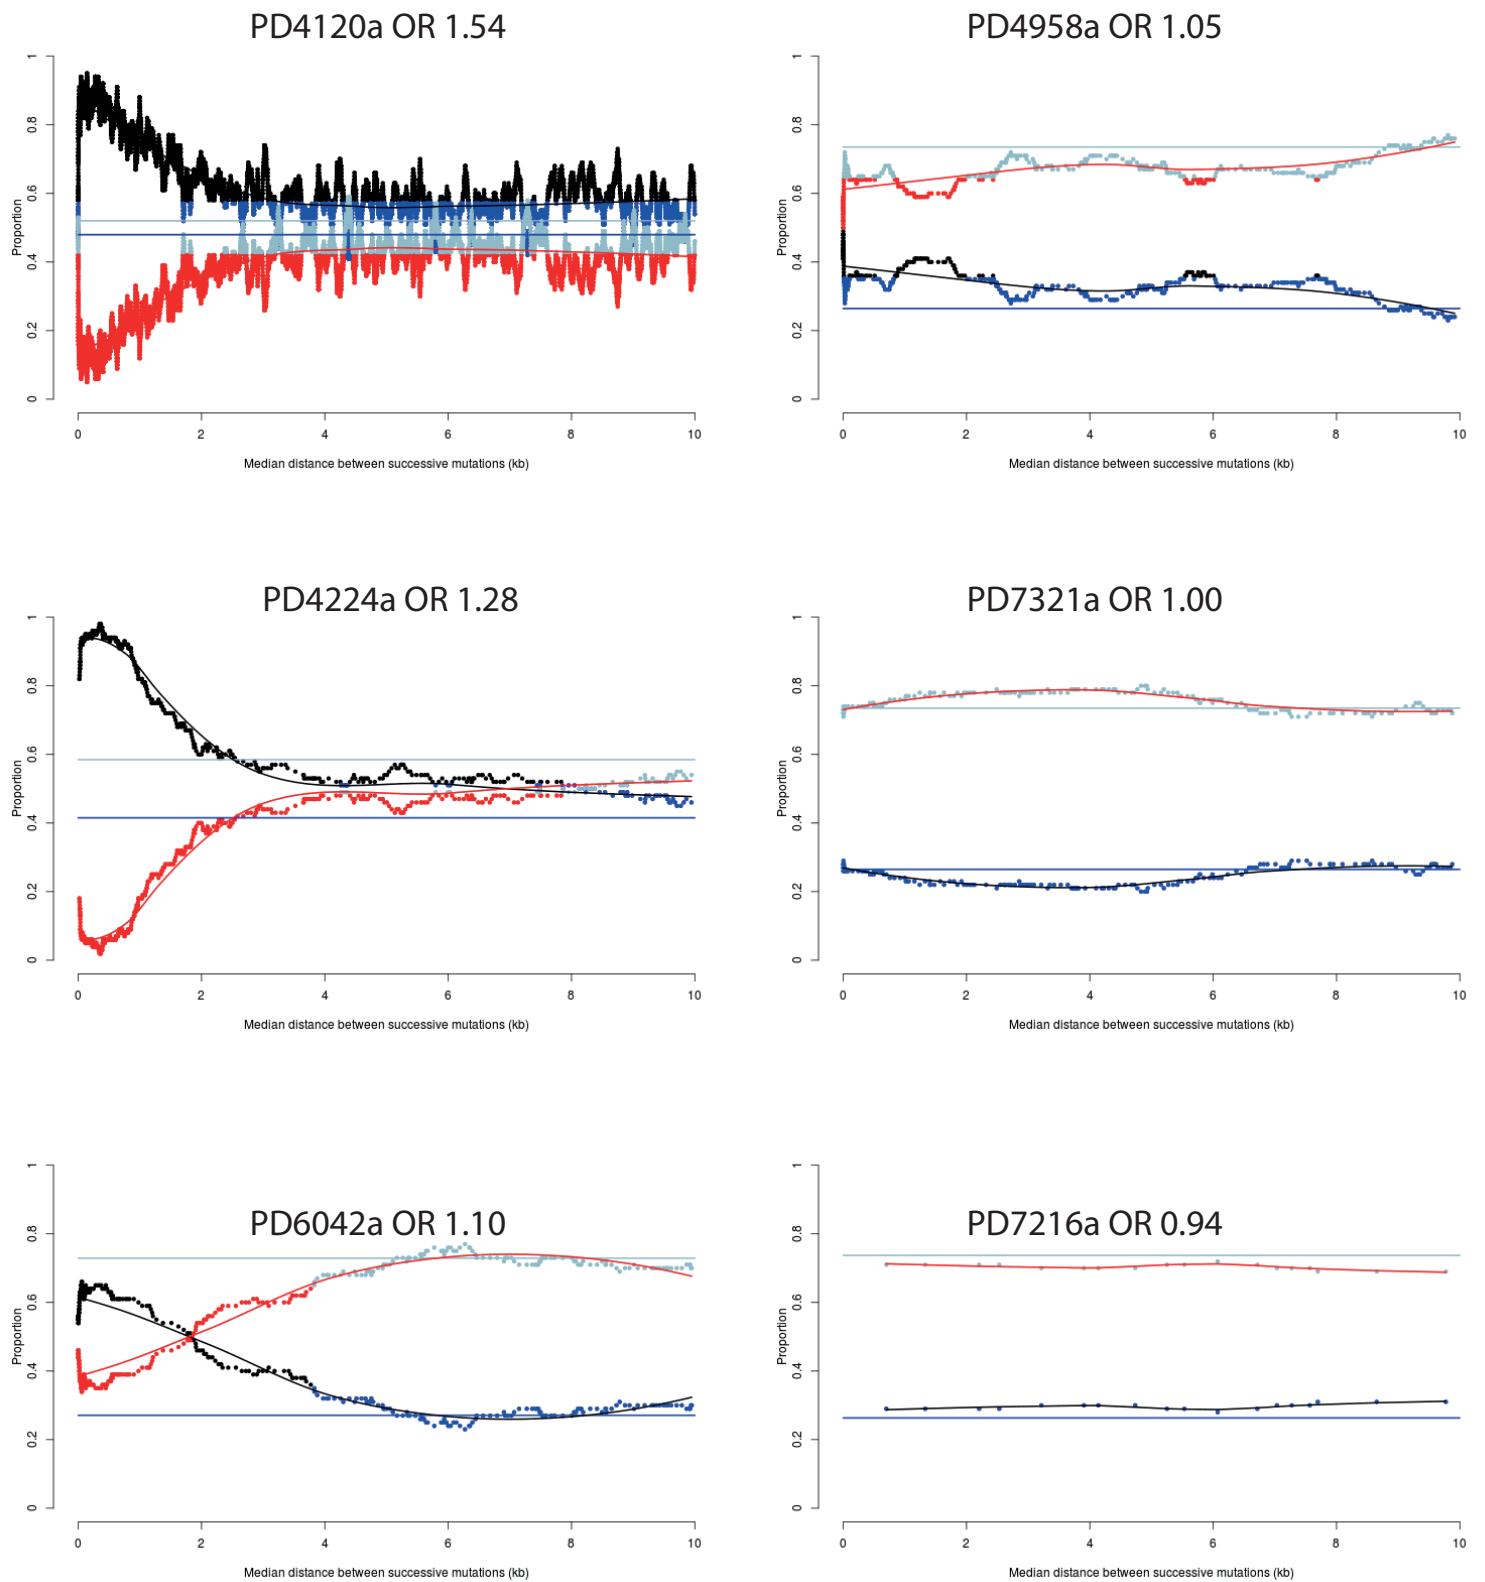 PD4120a OR 1.54
Proportion
0
0.2
0.4
0.6
0.8
1
0 2 4 6 8 10
Median distance between successive mutations (kb)
PD4958a OR 1.05
Proportion
0
0.2
0.4
0.6
0.8
1
0 2 4 6 8 10
Median distance between successive mutations (kb)
PD4224a OR 1.28
Proportion
0
0.2
0.4
0.6
0.8
1
0 2 4 6 8 10
Median distance between successive mutations (kb)
PD7321a OR 1.00
Proportion
0
0.2
0.4
0.6
0.8
1
0 2 4 6 8 10
Median distance between successive mutations (kb)
PD6042a OR 1.10
Proportion
0
0.2
0.4
0.6
0.8
1
0 2 4 6 8 10
Median distance between successive mutations (kb)
PD7216a OR 0.94
Proportion
0
0.2
0.4
0.6
0.8
1
0 2 4 6 8 10
Median distance between successive mutations (kb)